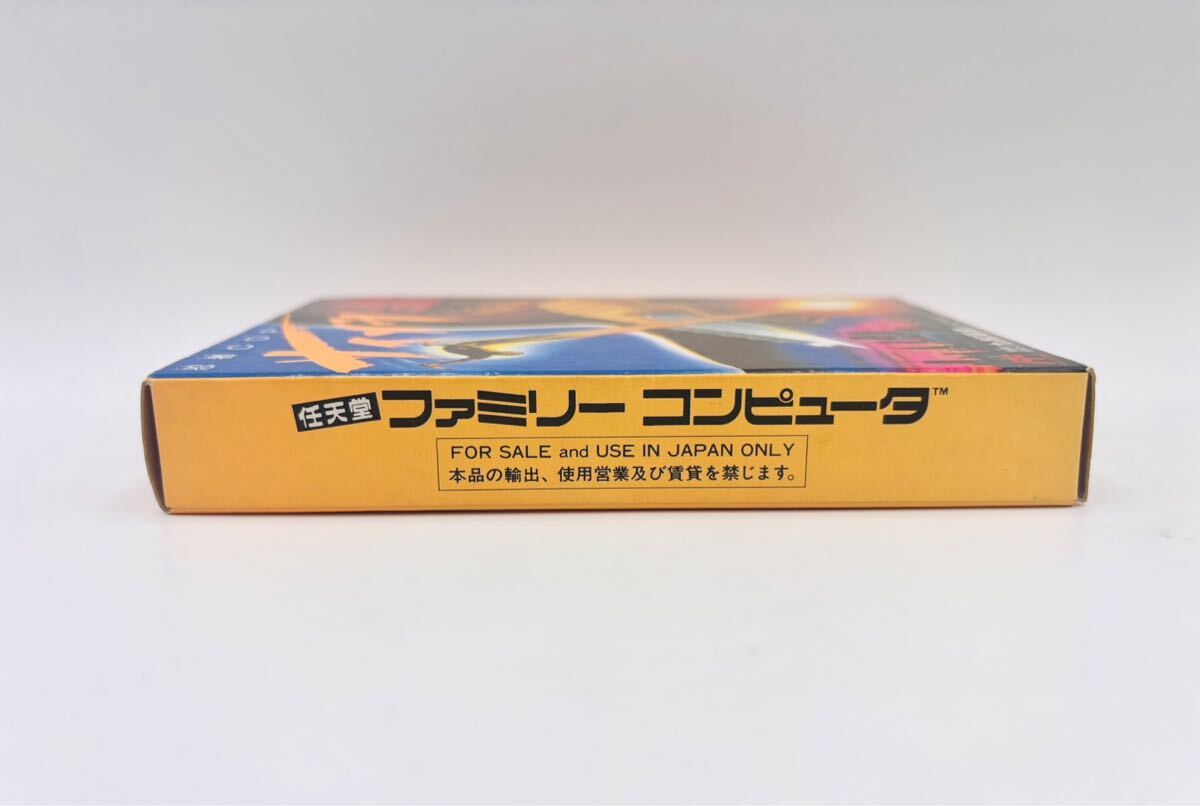 任天堂 ファミリー コンピュータ™
FOR SALE and USE IN JAPAN ONLY
本品の輸出、使用営業及び賃貸を禁じます。